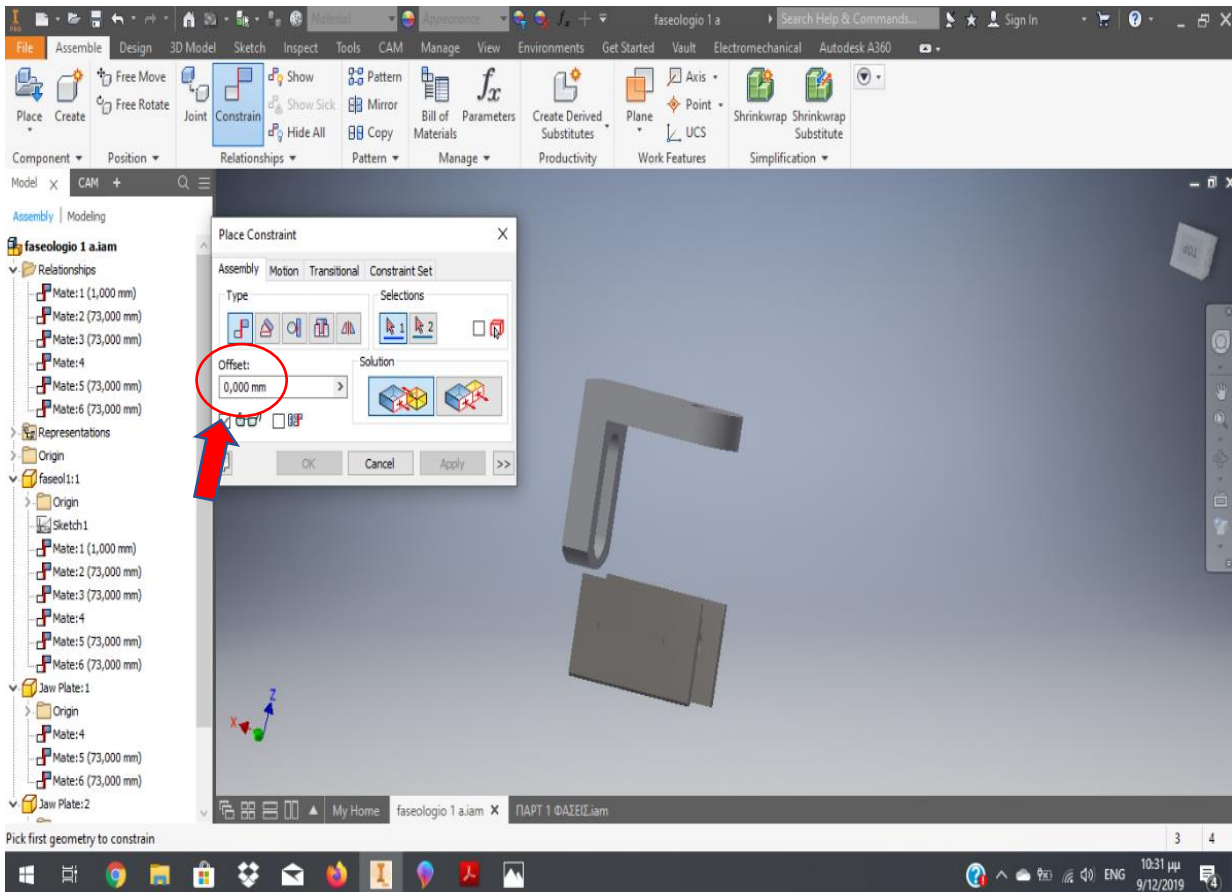 PRO
Material
Appearance
faseologio 1 a
Search Help & Commands...
Sign In
File Assemble Design 3D Model Sketch Inspect Tools CAM Manage View Environments Get Started Vault Electromechanical Autodesk A360
Place
Create
Free Move
Free Rotate
Joint
Constrain
Show
Show Sick
Hide All
Pattern
Mirror
Copy
Bill of
Materials
Parameters
Create Derived
Substitutes
Plane
Axis
Point
UCS
Shrinkwrap
Shrinkwrap
Substitute
Component Position Relationships Pattern Manage Productivity Work Features Simplification
Model X CAM +
Assembly | Modeling
faseologio 1 a.iam
Relationships
Mate:1 (1,000 mm)
Mate:2 (73,000 mm)
Mate:3 (73,000 mm)
Mate:4
Mate:5 (73,000 mm)
Mate:6 (73,000 mm)
Representations
Origin
faseol1:1
Origin
Sketch1
Mate:1 (1,000 mm)
Mate:2 (73,000 mm)
Mate:3 (73,000 mm)
Mate:4
Mate:5 (73,000 mm)
Mate:6 (73,000 mm)
Jaw Plate:1
Origin
Mate:4
Mate:5 (73,000 mm)
Mate:6 (73,000 mm)
Jaw Plate:2
Place Constraint
Assembly Motion Transitional Constraint Set
Type
Selections
1 2
Offset:
0,000 mm
Solution
OK Cancel Apply >>
TOP
Z
X
My Home faseologio 1 a.iam X ΠΑΡΤ 1 ΦΑΣΕΙΣ.iam
Pick first geometry to constrain
3 4
ENG
10:31 μμ
9/12/2019